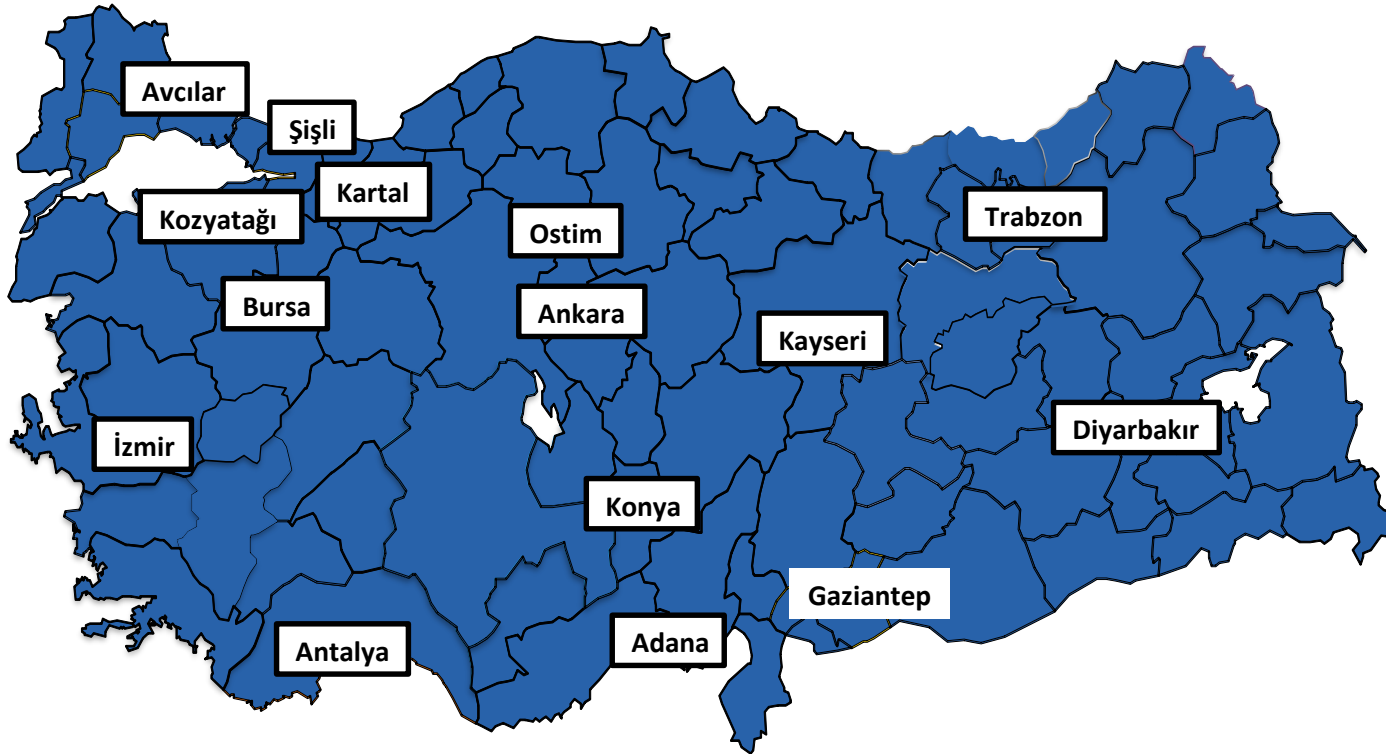 Avcılar
Şişli
Kartal
Kozyatağı
Trabzon
Ostim
Bursa
Ankara
Kayseri
Diyarbakır
İzmir
Konya
Gaziantep
Adana
Antalya